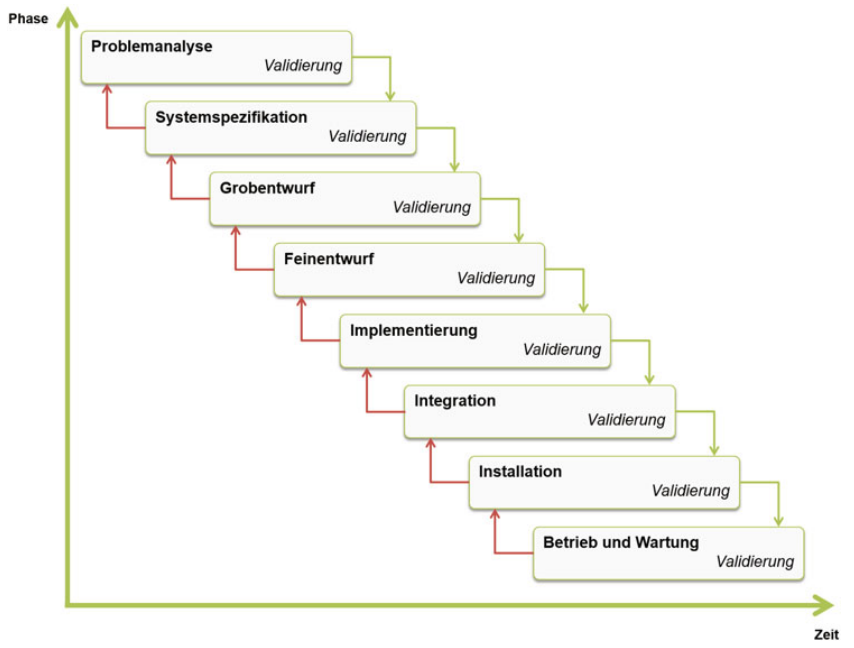 Phase
Problemanalyse
Validierung
Systemspezifikation
Validierung
Grobentwurf
Validierung
Feinentwurf
Validierung
Implementierung
Validierung
Integration
Validierung
Installation
Validierung
Betrieb und Wartung
Validierung
Zeit